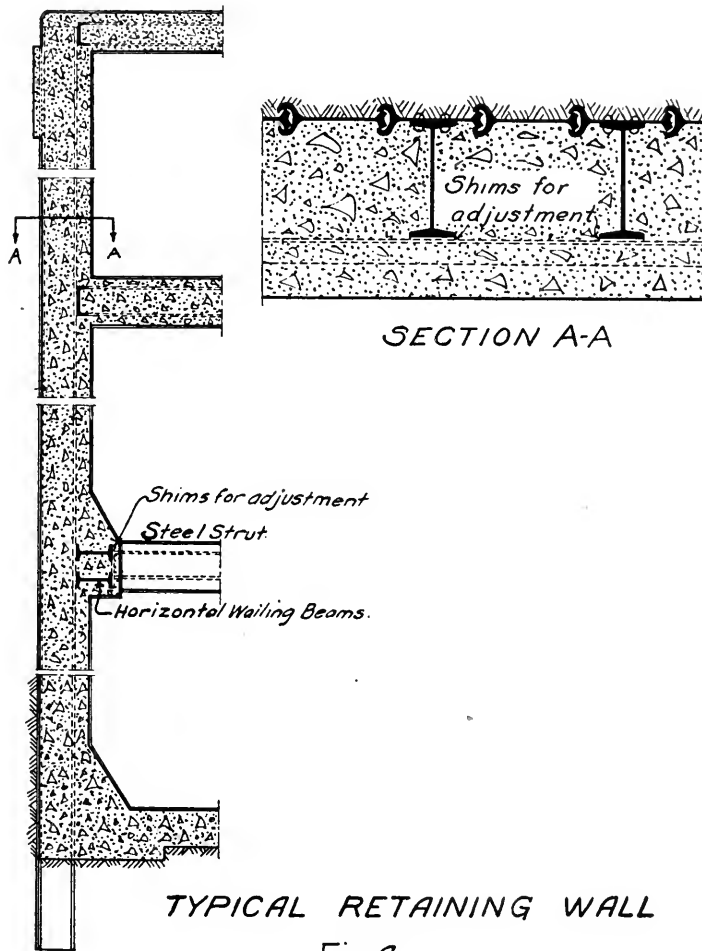 A A
Shims for
adjustment
SECTION A-A
Shims for adjustment
Steel Strut.
Horizontal Wailing Beams.
TYPICAL RETAINING WALL